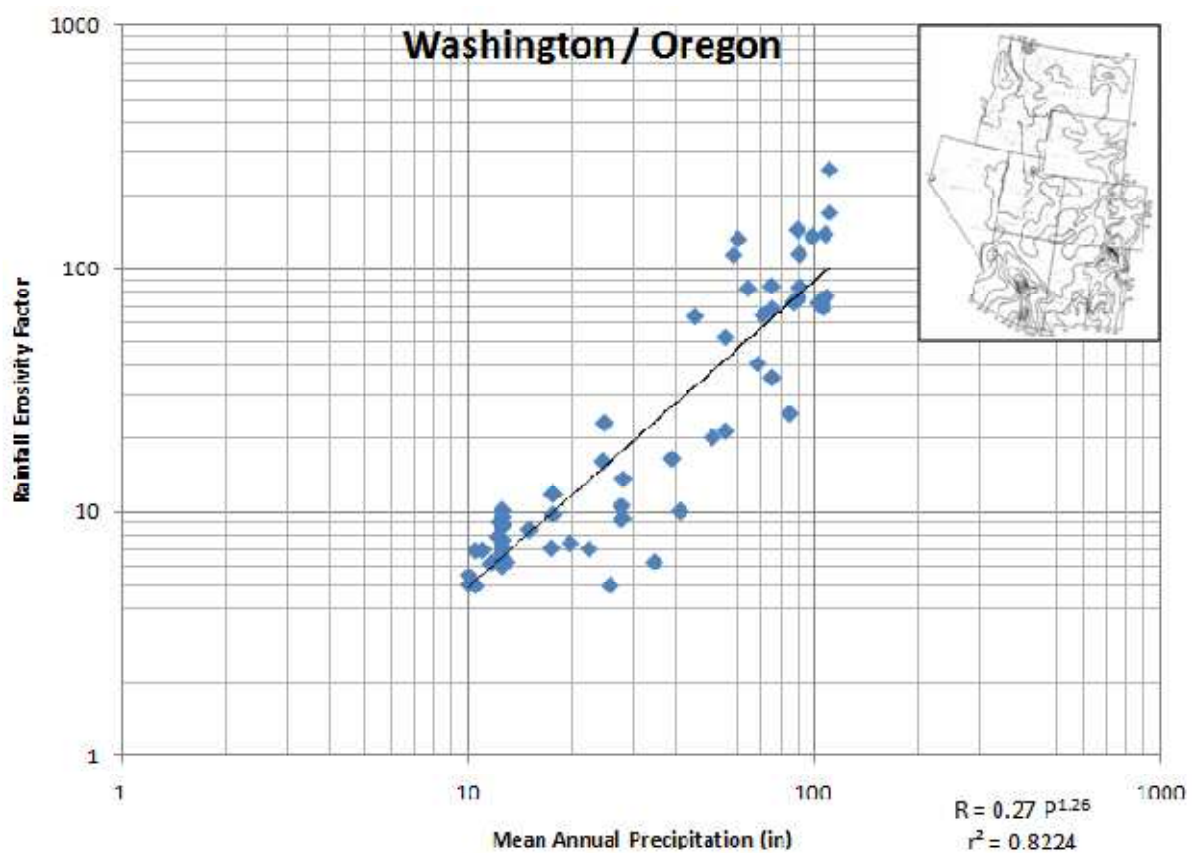 Washington / Oregon
1000
100
10
1
Rainfall Erosivity Factor
1
10
100
1000
Mean Annual Precipitation (in)
R = 0.27 P^1.26
r² = 0.8224